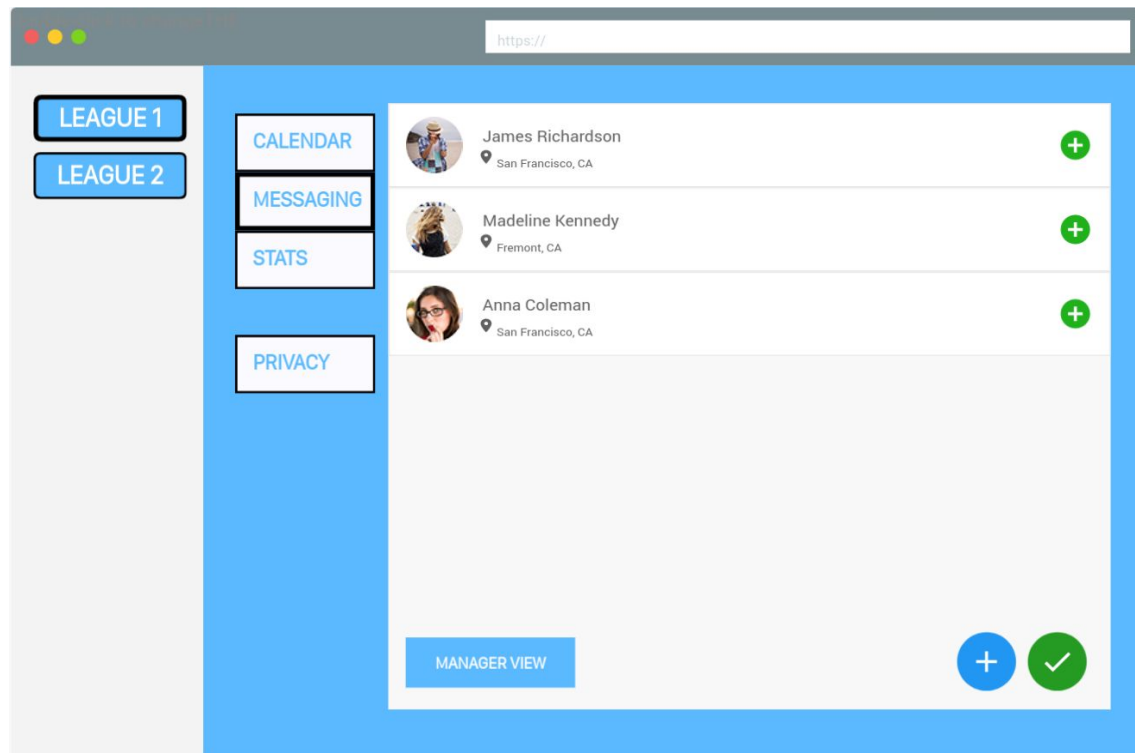 https://
LEAGUE 1
LEAGUE 2
CALENDAR
MESSAGING
STATS
PRIVACY
James Richardson
San Francisco, CA
Madeline Kennedy
Fremont, CA
Anna Coleman
San Francisco, CA
MANAGER VIEW